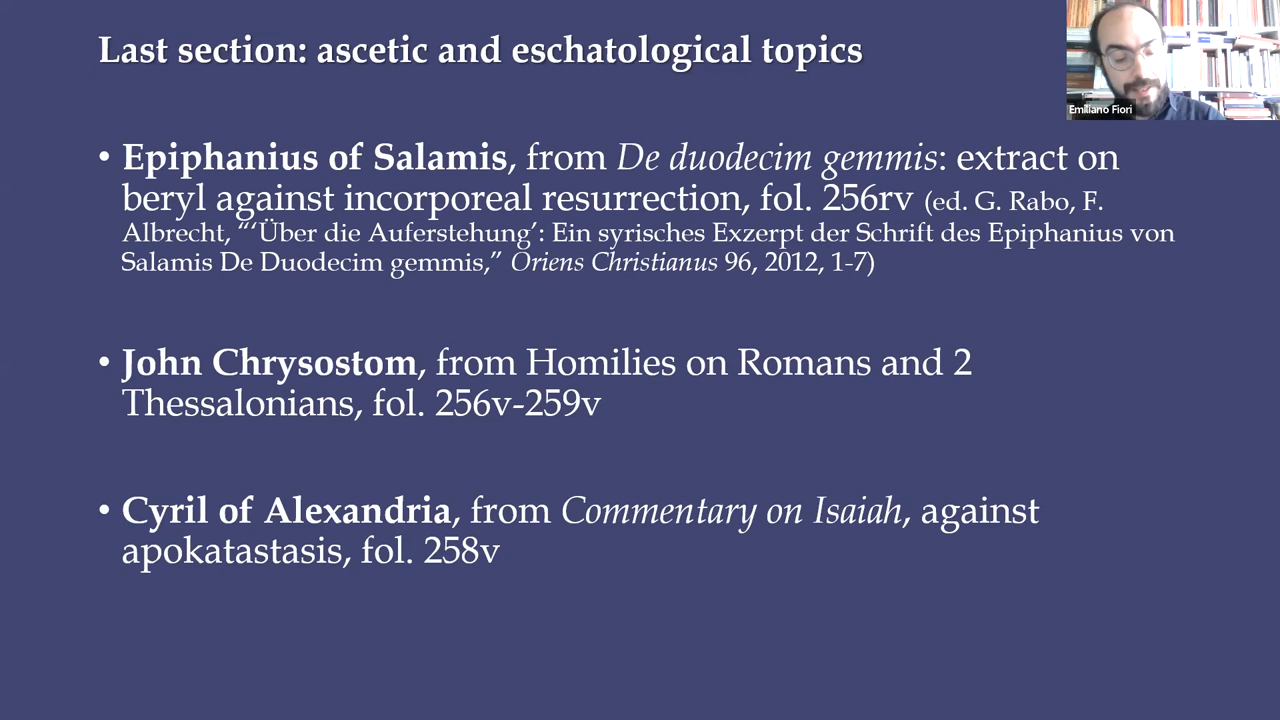 Last section: ascetic and eschatological topics
Emiliano Fiori
• Epiphanius of Salamis, from De duodecim gemmis: extract on
beryl against incorporeal resurrection, fol. 256rv (ed. G. Rabo, F.
Albrecht, “‘Über die Auferstehung’: Ein syrisches Exzerpt der Schrift des Epiphanius von
Salamis De Duodecim gemmis,” Oriens Christianus 96, 2012, 1-7)
• John Chrysostom, from Homilies on Romans and 2
Thessalonians, fol. 256v-259v
• Cyril of Alexandria, from Commentary on Isaiah, against
apokatastasis, fol. 258v